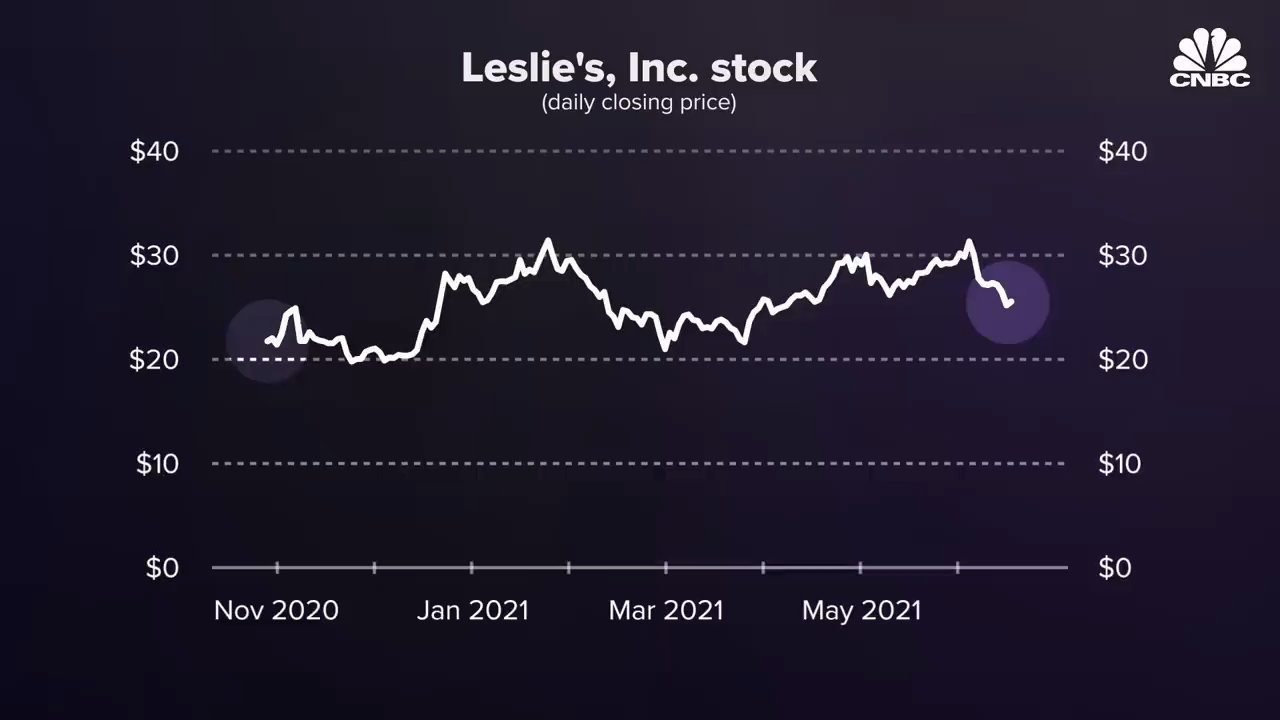 Leslie's, Inc. stock
(daily closing price)
CNBC
$40 $40
$30 $30
$20 $20
$10 $10
$0 $0
Nov 2020 Jan 2021 Mar 2021 May 2021